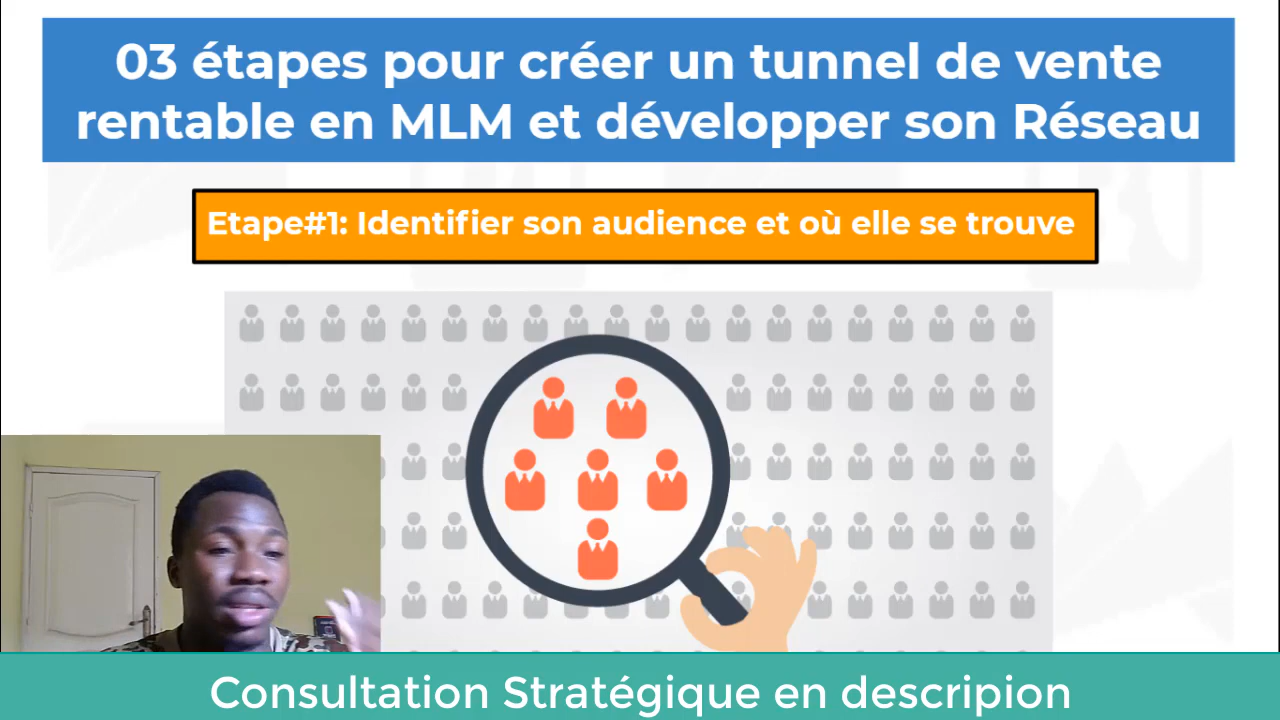 03 étapes pour créer un tunnel de vente
rentable en MLM et développer son Réseau
Etape#1: Identifier son audience et où elle se trouve
Consultation Stratégique en descripion